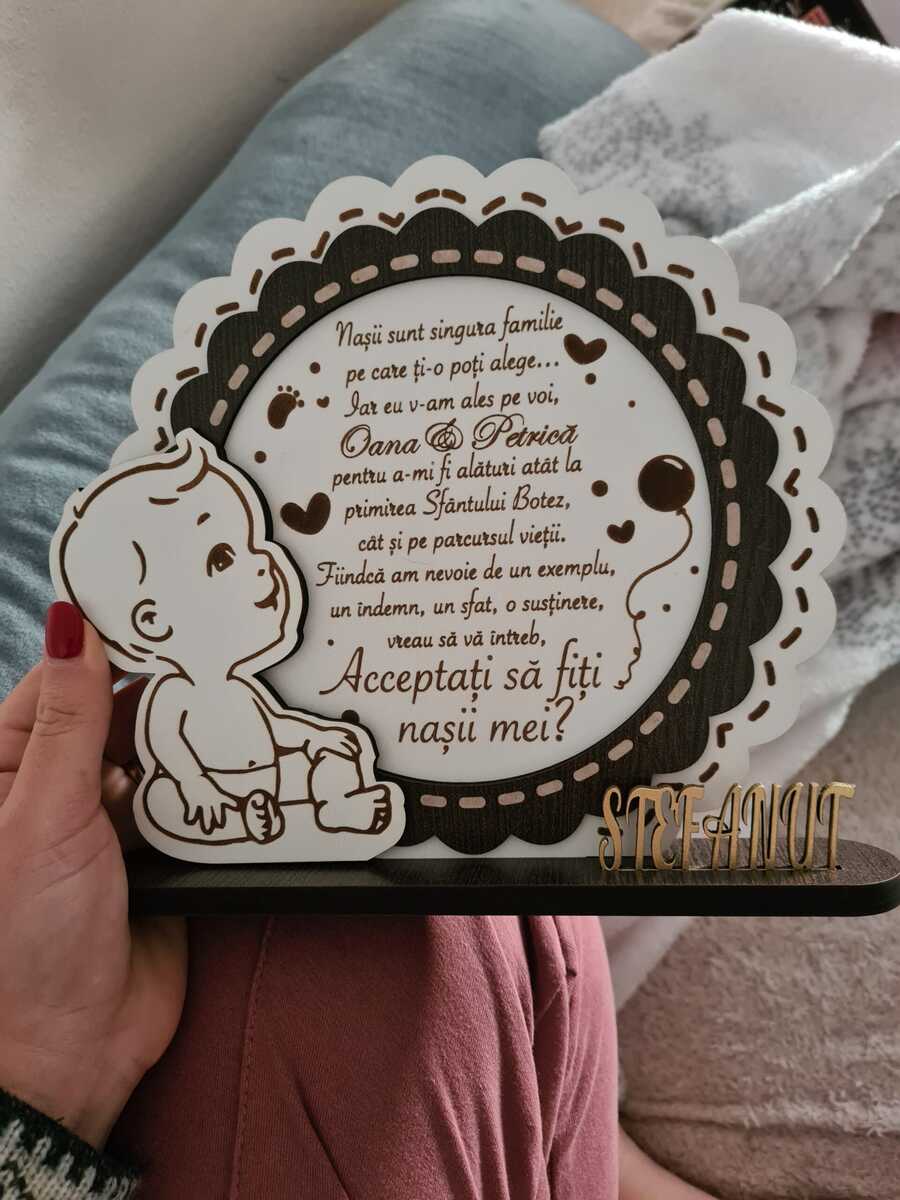 Nașii sunt singura familie
pe care ți-o poți alege...
Iar eu v-am ales pe voi,
Oana & Petrică
pentru a-mi fi alături atât la
primirea Sfântului Botez,
cât și pe parcursul vieții.
Fiindcă am nevoie de un exemplu,
un îndemn, un sfat, o susținere,
vreau să vă întreb,
Acceptați să fiți
nașii mei?
STEFANUT